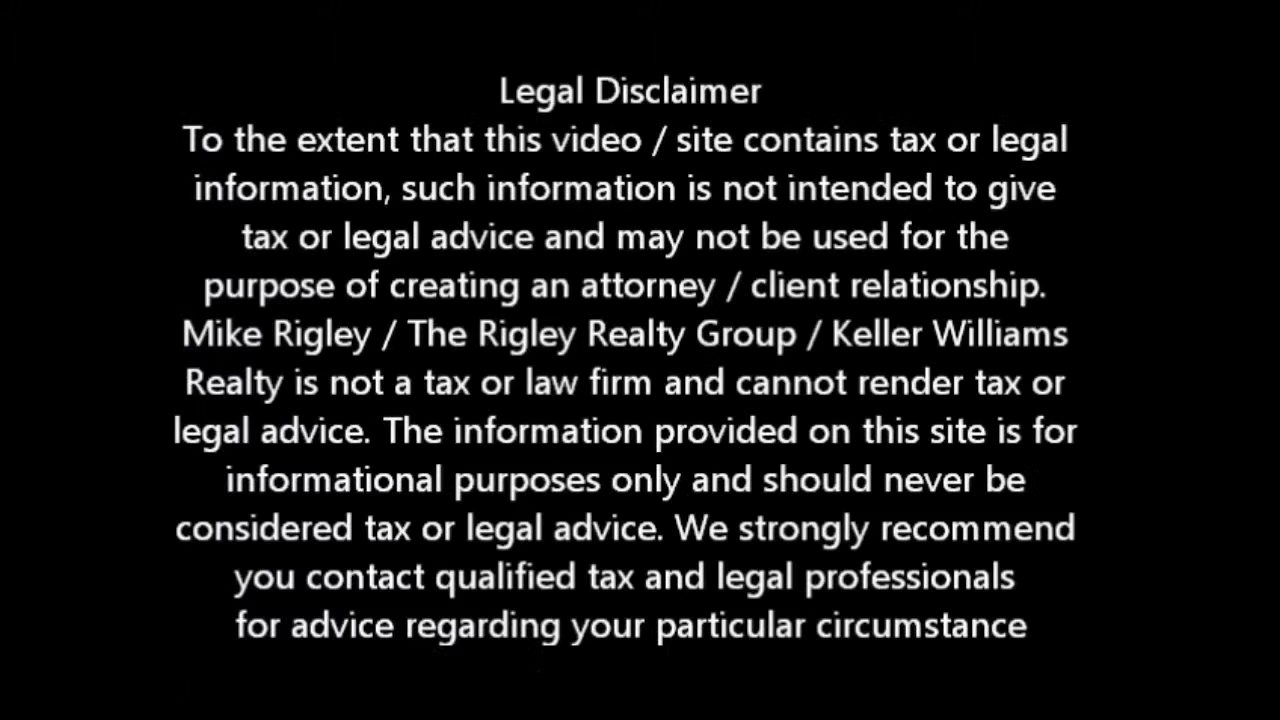 Legal Disclaimer
To the extent that this video / site contains tax or legal
information, such information is not intended to give
tax or legal advice and may not be used for the
purpose of creating an attorney / client relationship.
Mike Rigley / The Rigley Realty Group / Keller Williams
Realty is not a tax or law firm and cannot render tax or
legal advice. The information provided on this site is for
informational purposes only and should never be
considered tax or legal advice. We strongly recommend
you contact qualified tax and legal professionals
for advice regarding your particular circumstance